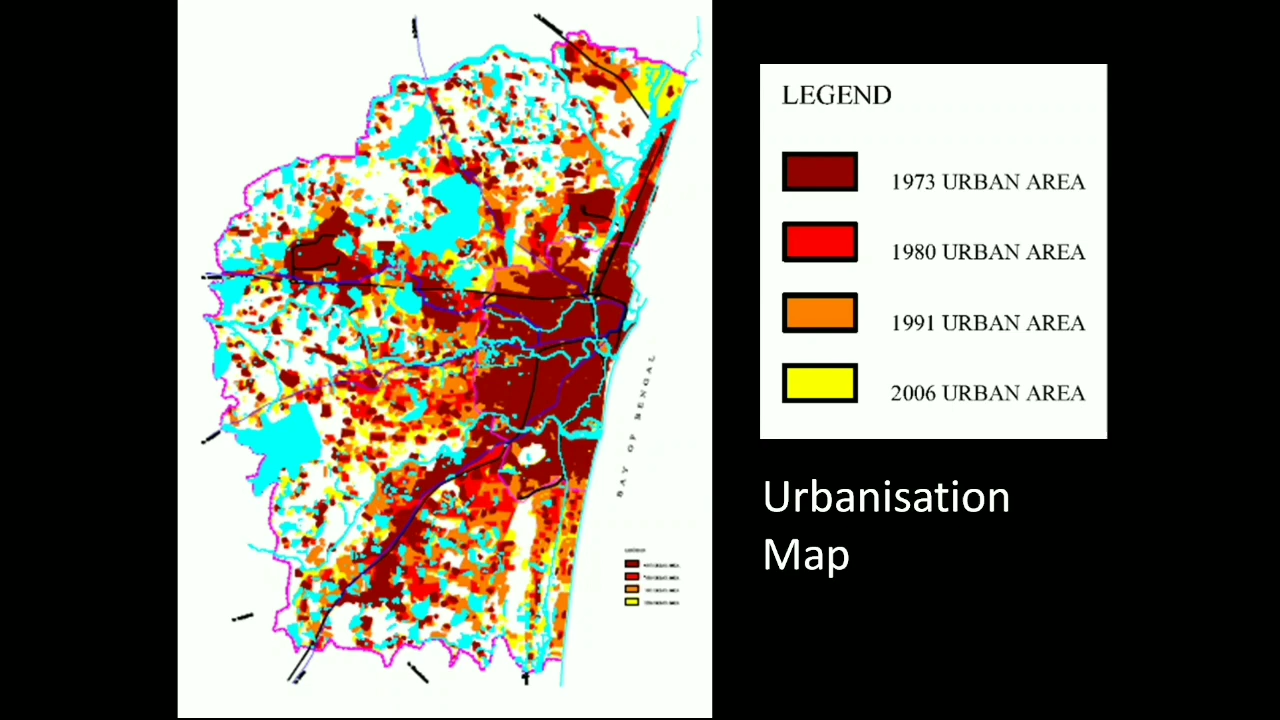 BAY OF BENGAL
LEGEND
1973 URBAN AREA
1980 URBAN AREA
1991 URBAN AREA
2006 URBAN AREA
Urbanisation
Map